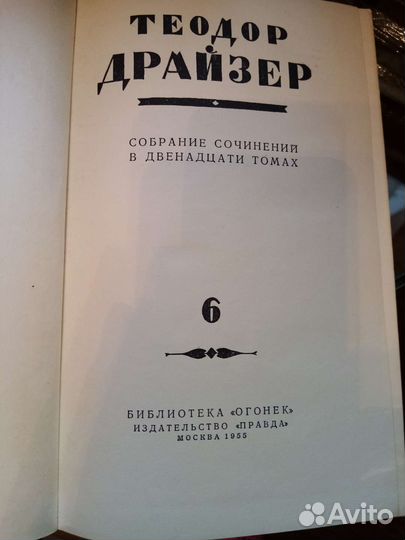 ТЕОДОР
ДРАЙЗЕР
СОБРАНИЕ СОЧИНЕНИЙ
В ДВЕНАДЦАТИ ТОМАХ
6
БИБЛИОТЕКА «ОГОНЕК»
ИЗДАТЕЛЬСТВО «ПРАВДА»
МОСКВА 1955
Avito